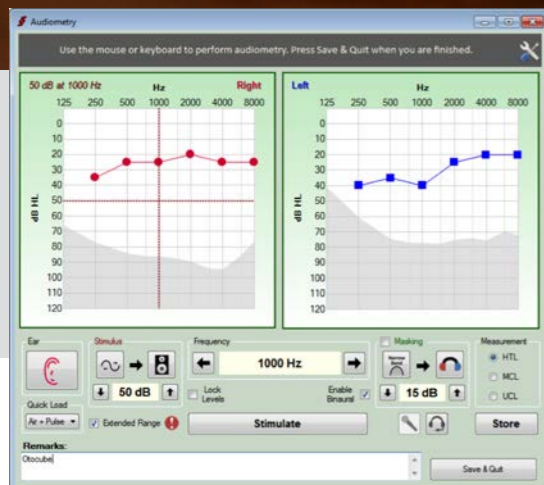 Audiometry
Use the mouse or keyboard to perform audiometry. Press Save & Quit when you are finished.
50 dB at 1000 Hz Hz Right
125 250 500 1000 2000 4000 8000
0
10
20
30
40
50
60
70
80
90
100
110
120
dB HL
Left Hz
125 250 500 1000 2000 4000 8000
0
10
20
30
40
50
60
70
80
90
100
110
120
dB HL
Ear Stimulus Frequency Masking Measurement
1000 Hz Narrow Band HTL
MCL
50 dB Lock Levels Enable Binaural 15 dB UCL
Quick Load
Air + Pulse Extended Range Stimulate Store
Remarks:
Otocube
Save & Quit